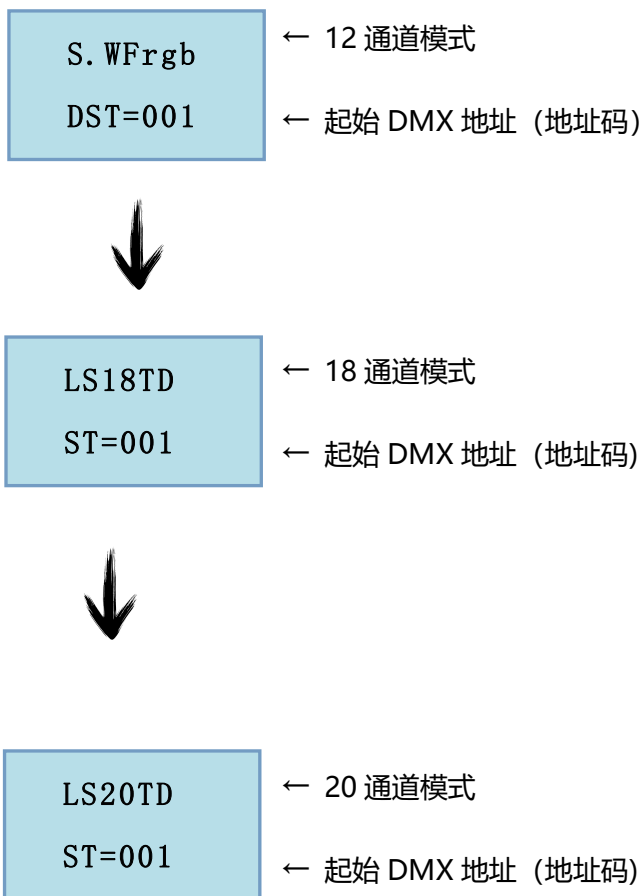 S.WFrgb ← 12 通道模式
DST=001 ← 起始 DMX 地址（地址码）
LS18TD ← 18 通道模式
ST=001 ← 起始 DMX 地址（地址码）
LS20TD ← 20 通道模式
ST=001 ← 起始 DMX 地址（地址码）